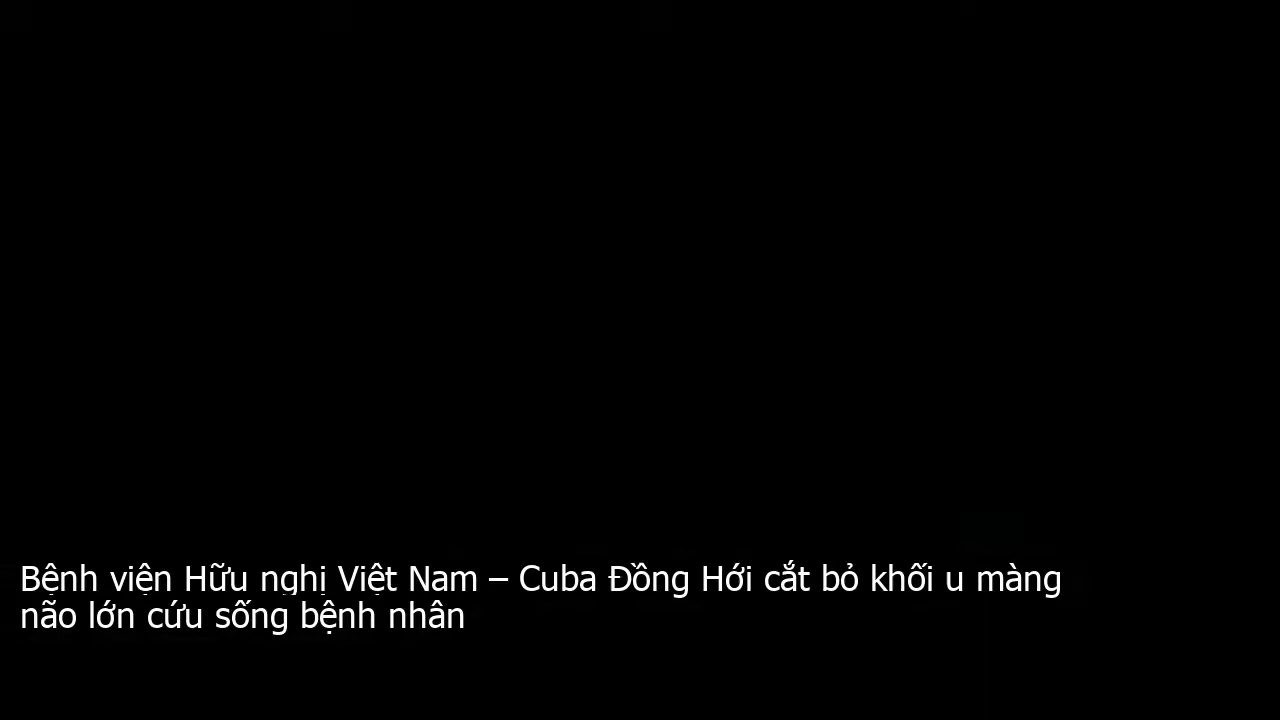 Bệnh viện Hữu nghị Việt Nam – Cuba Đồng Hới cắt bỏ khối u màng
não lớn cứu sống bệnh nhân